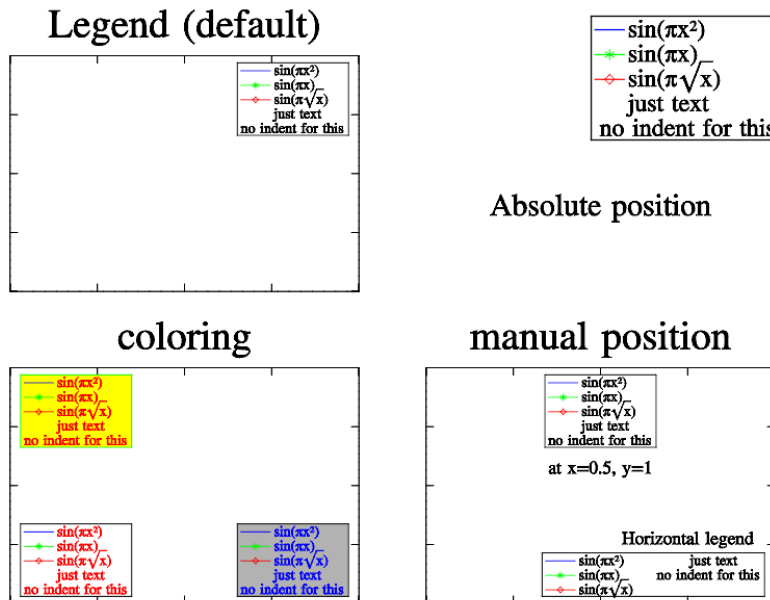 Legend (default)
sin(πx²)
sin(πx)
sin(π√x)
just text
no indent for this
sin(πx²)
sin(πx)
sin(π√x)
just text
no indent for this
Absolute position
coloring
sin(πx²)
sin(πx)
sin(π√x)
just text
no indent for this
sin(πx²)
sin(πx)
sin(π√x)
just text
no indent for this
sin(πx²)
sin(πx)
sin(π√x)
just text
no indent for this
manual position
sin(πx²)
sin(πx)
sin(π√x)
just text
no indent for this
at x=0.5, y=1
Horizontal legend
sin(πx²) just text
sin(πx) no indent for this
sin(π√x)